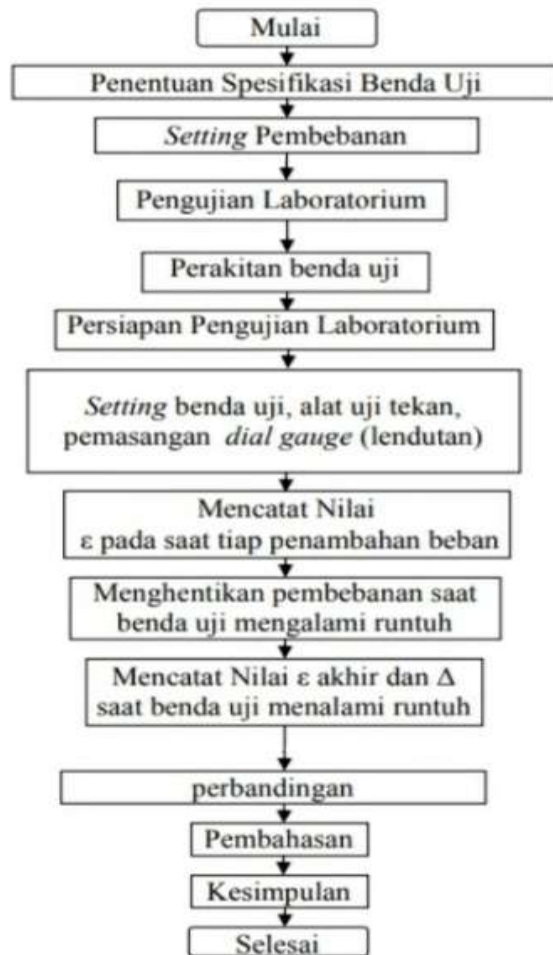 Mulai
Penentuan Spesifikasi Benda Uji
Setting Pembebanan
Pengujian Laboratorium
Perakitan benda uji
Persiapan Pengujian Laboratorium
Setting benda uji, alat uji tekan,
pemasangan dial gauge (lendutan)
Mencatat Nilai
ε pada saat tiap penambahan beban
Menghentikan pembebanan saat
benda uji mengalami runtuh
Mencatat Nilai ε akhir dan Δ
saat benda uji menalami runtuh
perbandingan
Pembahasan
Kesimpulan
Selesai